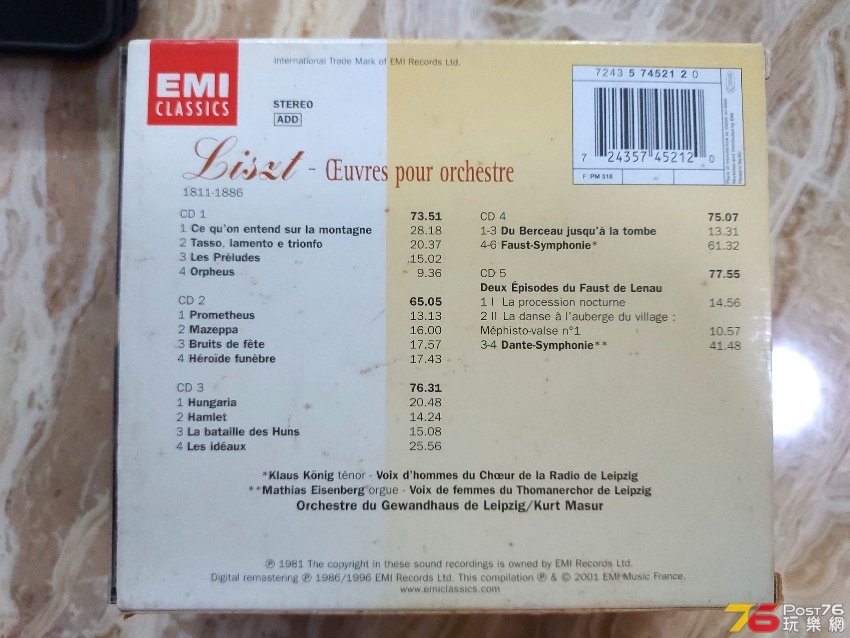 EMI
CLASSICS
International Trade Mark of EMI Records Ltd.
STEREO
ADD
7243 5 74521 2 0
7 24357 45212 0
F PM 018
Liszt - Œuvres pour orchestre
1811-1886
CD 1 73.51
1 Ce qu'on entend sur la montagne 28.18
2 Tasso, lamento e trionfo 20.37
3 Les Préludes 15.02
4 Orpheus 9.36
CD 2 65.05
1 Prometheus 13.13
2 Mazeppa 16.00
3 Bruits de fête 17.57
4 Héroïde funèbre 17.43
CD 3 76.31
1 Hungaria 20.48
2 Hamlet 14.24
3 La bataille des Huns 15.08
4 Les idéaux 25.56
CD 4 75.07
1-3 Du Berceau jusqu'à la tombe 13.31
4-6 Faust-Symphonie* 61.32
CD 5 77.55
Deux Épisodes du Faust de Lenau
1 I La procession nocturne 14.56
2 II La danse à l'auberge du village :
Méphisto-valse n°1 10.57
3-4 Dante-Symphonie** 41.48
*Klaus König ténor - Voix d'hommes du Chœur de la Radio de Leipzig
**Mathias Eisenberg orgue - Voix de femmes du Thomanerchor de Leipzig
Orchestre du Gewandhaus de Leipzig/Kurt Masur
℗ 1981 The copyright in these sound recordings is owned by EMI Records Ltd.
Digital remastering ℗ 1986/1996 EMI Records Ltd. This compilation ℗ & © 2001 EMI Music France.
www.emiclassics.com
76 Post76
玩樂網